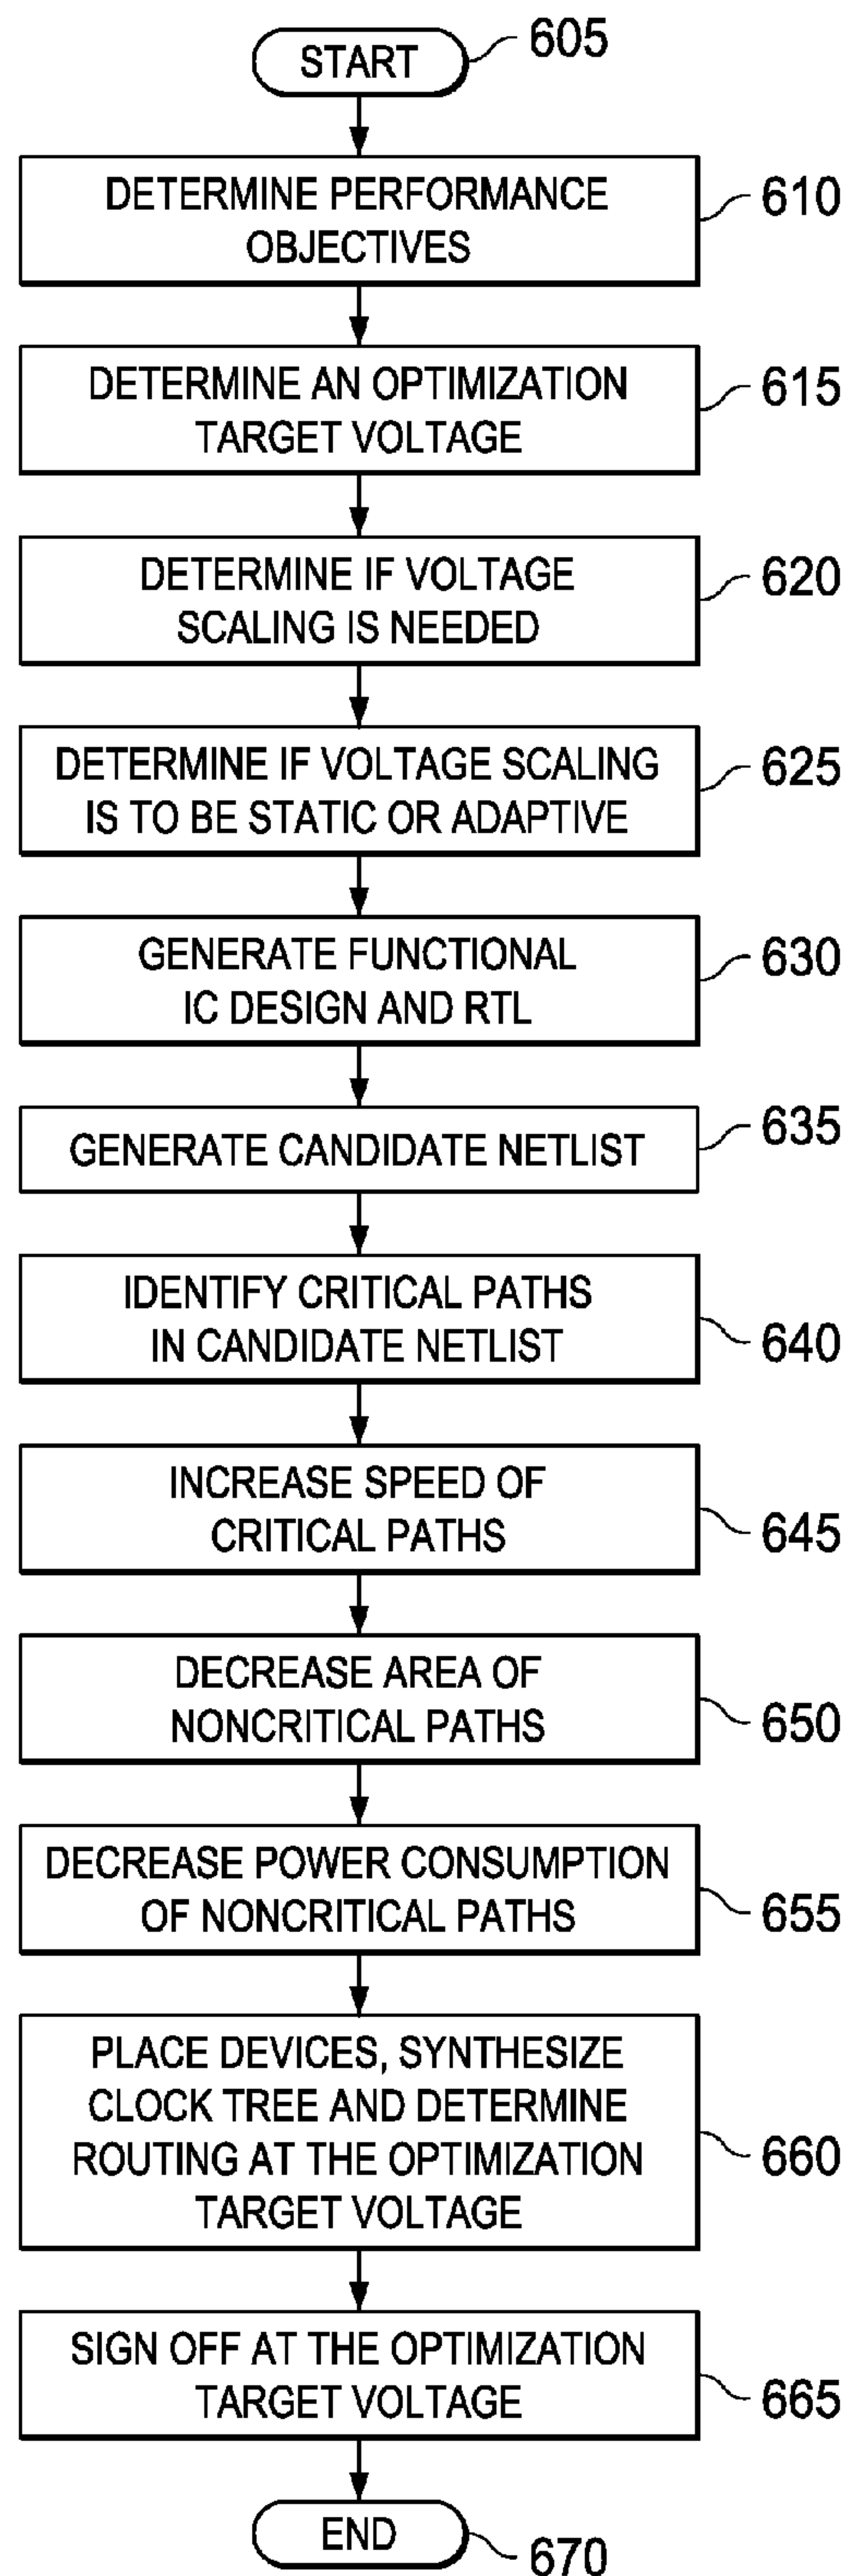 START
605
DETERMINE PERFORMANCE
OBJECTIVES
610
DETERMINE AN OPTIMIZATION
TARGET VOLTAGE
615
DETERMINE IF VOLTAGE
SCALING IS NEEDED
620
DETERMINE IF VOLTAGE SCALING
IS TO BE STATIC OR ADAPTIVE
625
GENERATE FUNCTIONAL
IC DESIGN AND RTL
630
GENERATE CANDIDATE NETLIST
635
IDENTIFY CRITICAL PATHS
IN CANDIDATE NETLIST
640
INCREASE SPEED OF
CRITICAL PATHS
645
DECREASE AREA OF
NONCRITICAL PATHS
650
DECREASE POWER CONSUMPTION
OF NONCRITICAL PATHS
655
PLACE DEVICES, SYNTHESIZE
CLOCK TREE AND DETERMINE
ROUTING AT THE OPTIMIZATION
TARGET VOLTAGE
660
SIGN OFF AT THE OPTIMIZATION
TARGET VOLTAGE
665
END
670